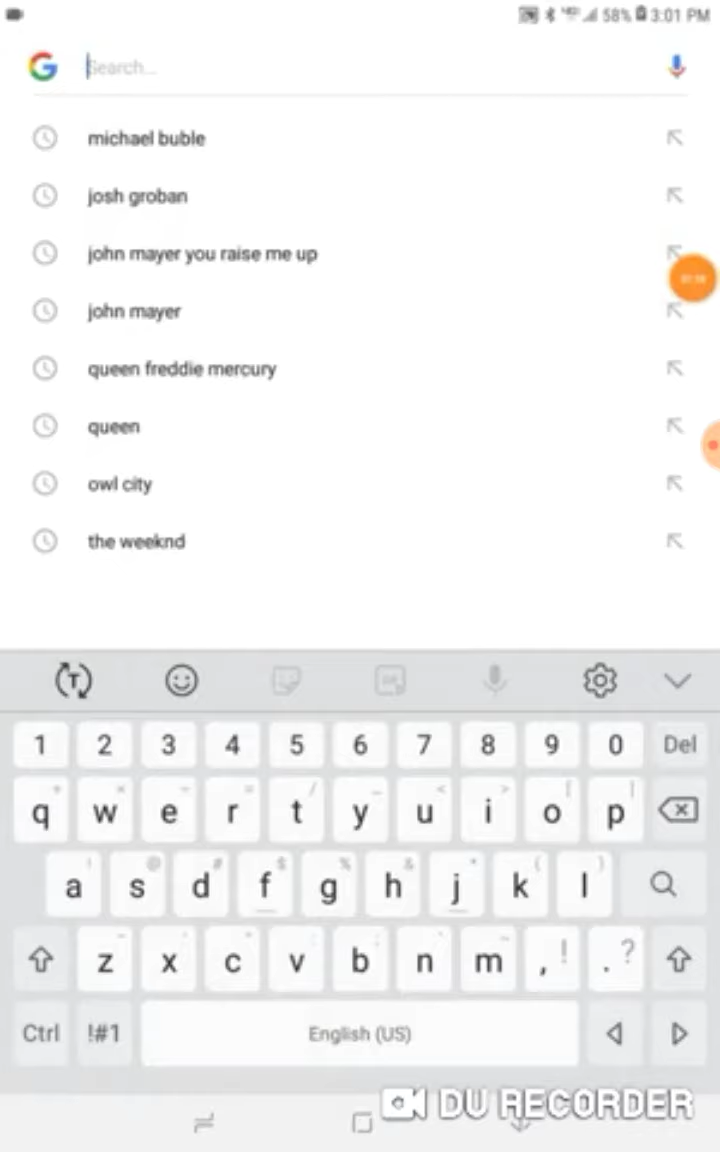 58% 3:01 PM
Search...
michael buble
josh groban
john mayer you raise me up
john mayer
queen freddie mercury
queen
owl city
the weeknd
1 2 3 4 5 6 7 8 9 0 Del
q w e r t y u i o p
a s d f g h j k l
z x c v b n m , ! . ?
Ctrl !#1 English (US)
DU RECORDER